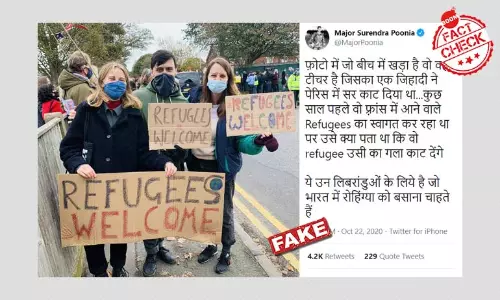 BOOM
FACT
CHECK
REFUGEES
WELCOME
REFUGEES
WELCOME
REFUGEES
WELCOME
Major Surendra Poonia
@MajorPoonia
फ़ोटो में जो बीच में खड़ा है वो
टीचर है जिसका एक जिहादी ने
पेरिस में सर काट दिया था...कुछ
साल पहले वो फ़्रांस में आने वाले
Refugees का स्वागत कर रहा था
पर उसे क्या पता था कि वो
refugee उसी का गला काट देंगे
ये उन लिबरांडुओं के लिये है जो
भारत में रोहिंग्या को बसाना चाहते
हैं
FAKE
M · Oct 22, 2020 · Twitter for iPhone
4.2K Retweets 229 Quote Tweets